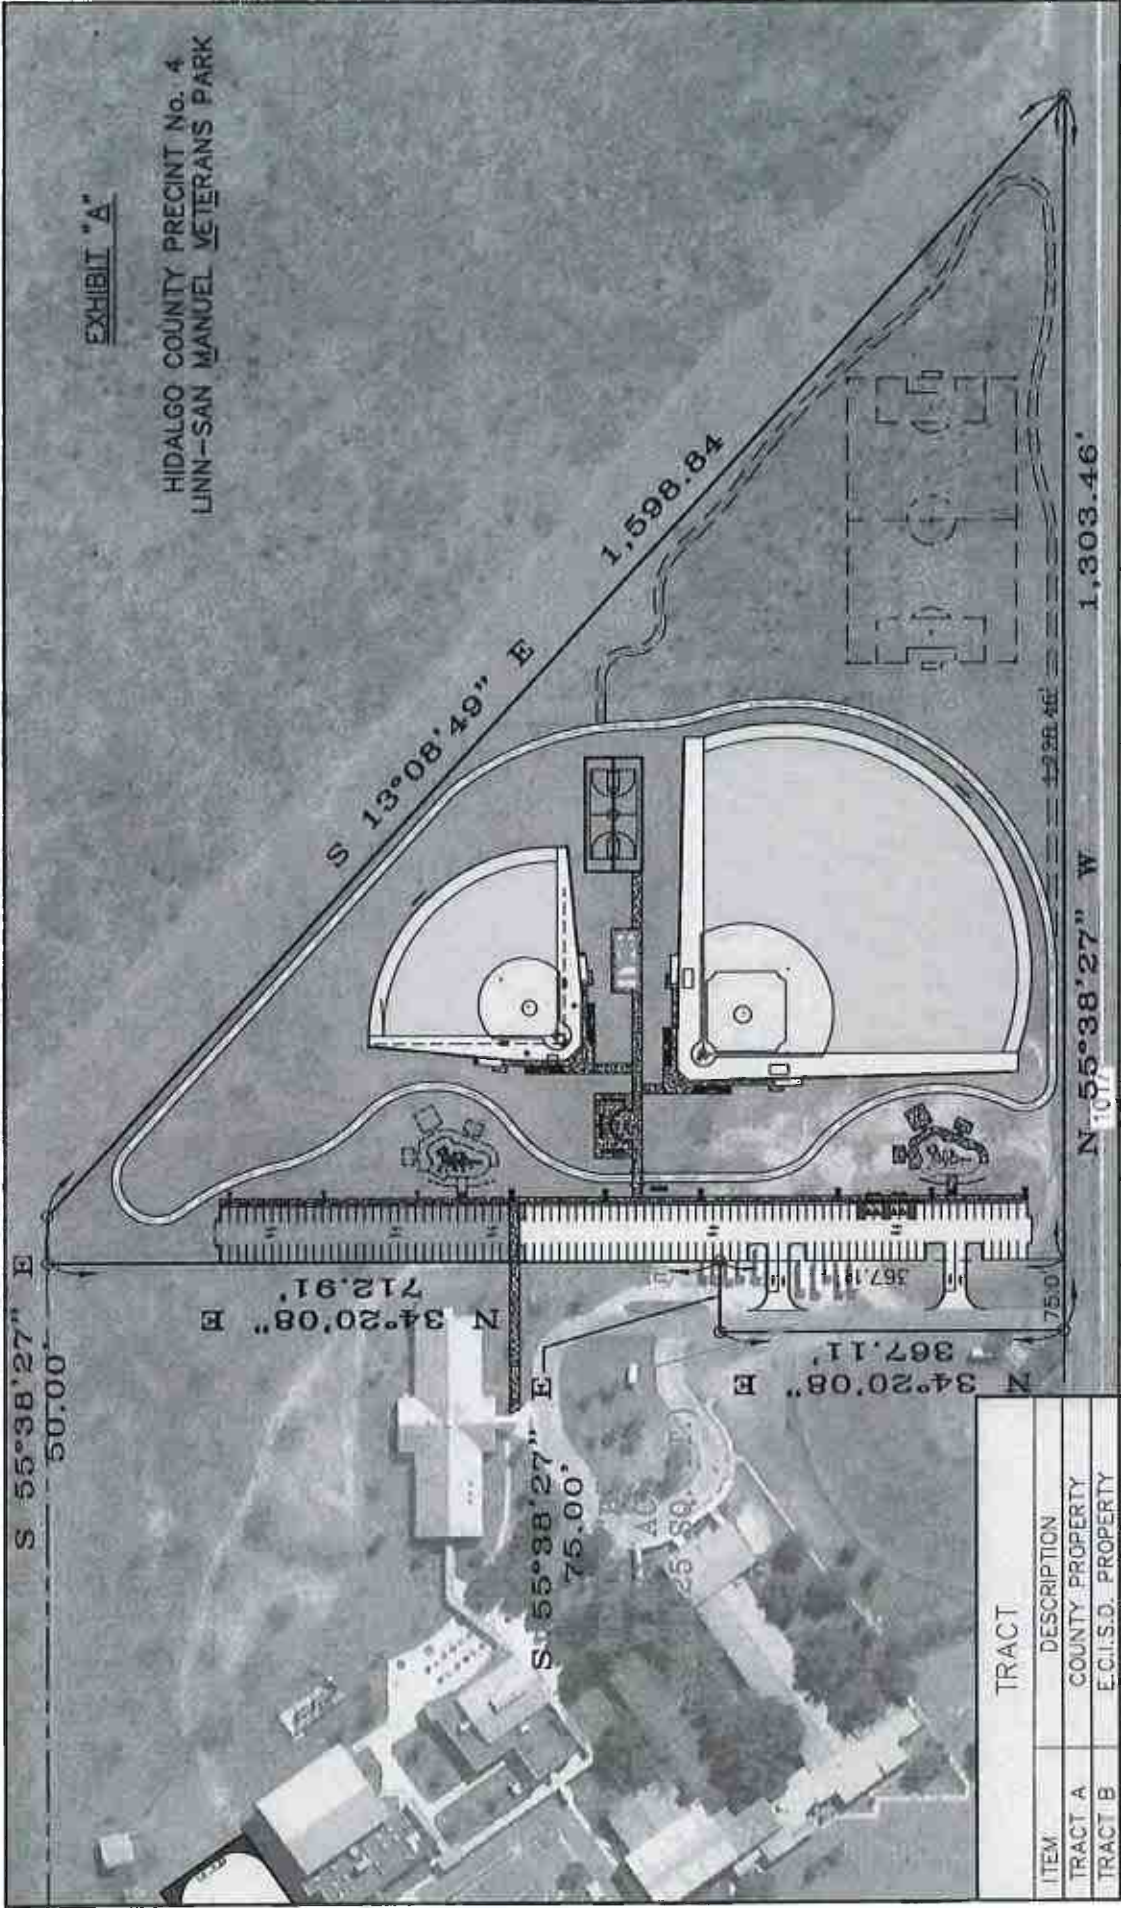 EXHIBIT "A"
HIDALGO COUNTY PRECINT No. 4
LINN-SAN MANUEL VETERANS PARK
S 55°38'27" E
50.00'
S 13°08'49" E
1,598.84
N 34°20'08" E
712.91'
S 55°38'27" E
75.00'
N 34°20'08" E
367.11'
75.0
N 55°38'27" W
1,303.46'
1017
TRACT
ITEM DESCRIPTION
TRACT A COUNTY PROPERTY
TRACT B E.C.I.S.D. PROPERTY